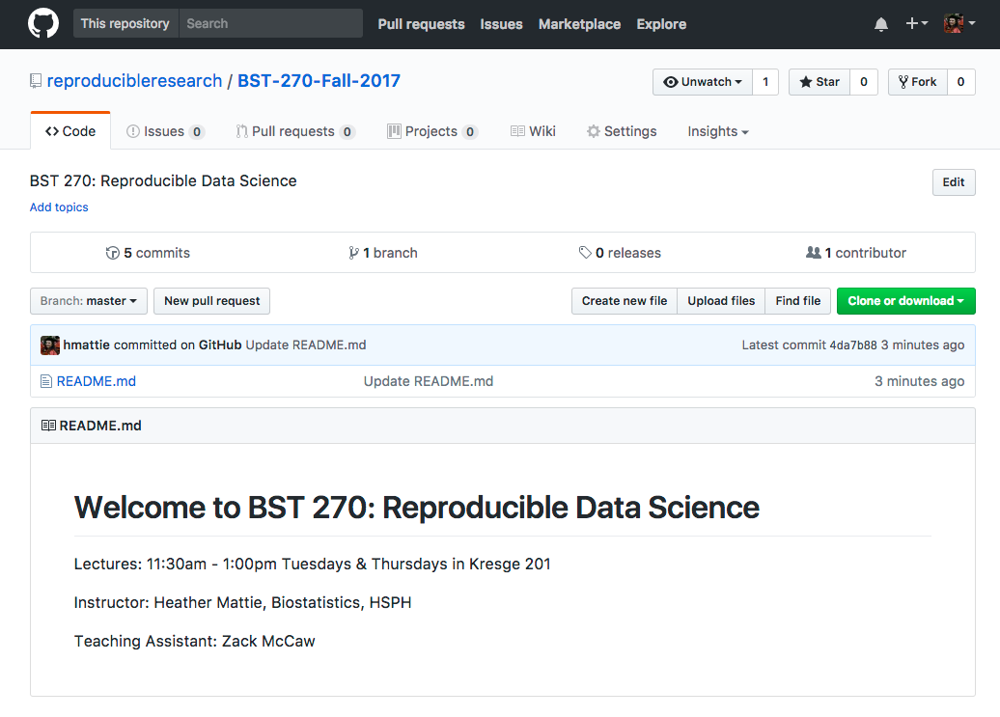 This repository Search Pull requests Issues Marketplace Explore
reproducibleresearch / BST-270-Fall-2017 Unwatch 1 Star 0 Fork 0
Code Issues 0 Pull requests 0 Projects 0 Wiki Settings Insights
BST 270: Reproducible Data Science Edit
Add topics
5 commits 1 branch 0 releases 1 contributor
Branch: master New pull request Create new file Upload files Find file Clone or download
hmattie committed on GitHub Update README.md Latest commit 4da7b88 3 minutes ago
README.md Update README.md 3 minutes ago
README.md
Welcome to BST 270: Reproducible Data Science
Lectures: 11:30am - 1:00pm Tuesdays & Thursdays in Kresge 201
Instructor: Heather Mattie, Biostatistics, HSPH
Teaching Assistant: Zack McCaw